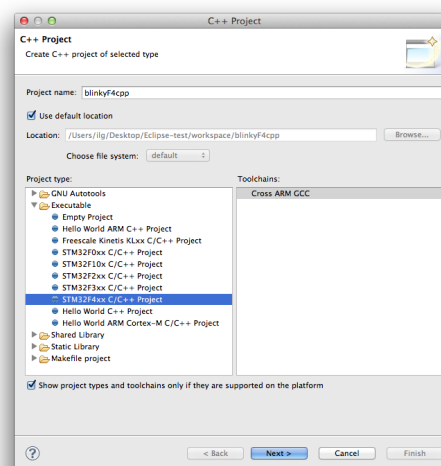 C++ Project
C++ Project
Create C++ project of selected type
Project name: blinkyF4cpp
Use default location
Location: /Users/ilg/Desktop/Eclipse-test/workspace/blinkyF4cpp Browse...
Choose file system: default
Project type: Toolchains:
GNU Autotools Cross ARM GCC
Executable
Empty Project
Hello World ARM C++ Project
Freescale Kinetis KLxx C/C++ Project
STM32F0xx C/C++ Project
STM32F10x C/C++ Project
STM32F2xx C/C++ Project
STM32F3xx C/C++ Project
STM32F4xx C/C++ Project
Hello World C++ Project
Hello World ARM Cortex-M C/C++ Project
Shared Library
Static Library
Makefile project
Show project types and toolchains only if they are supported on the platform
? < Back Next > Cancel Finish